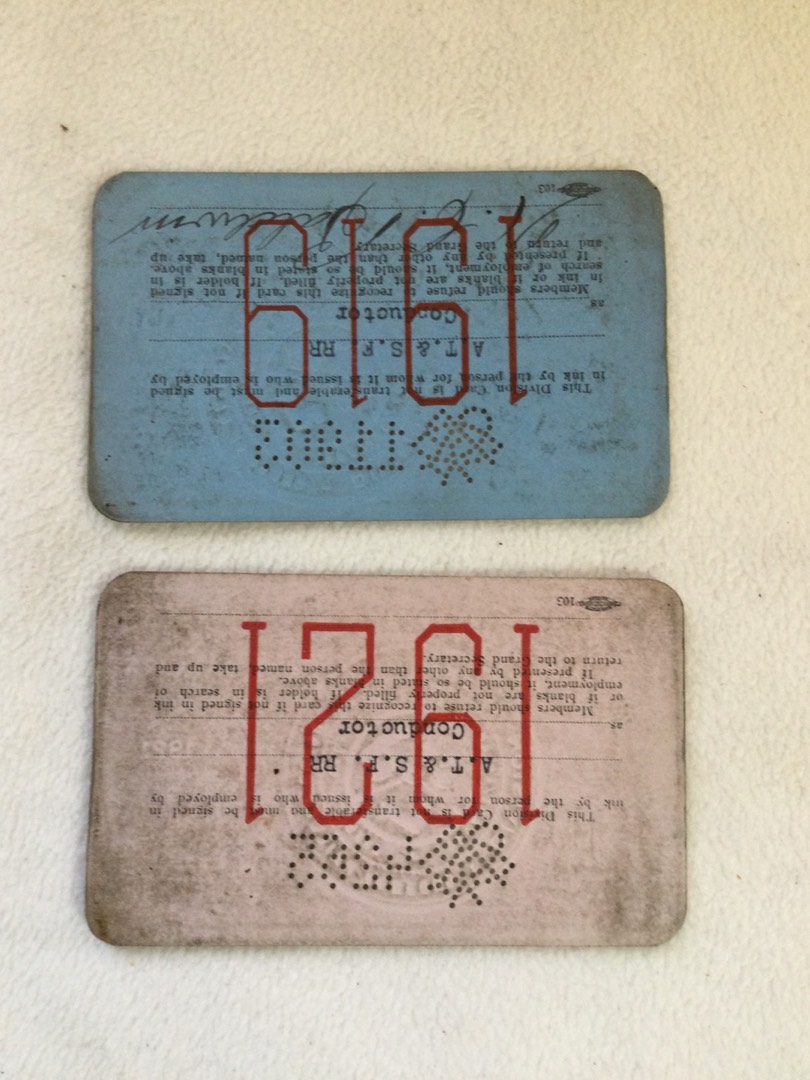 This Division Card is not transferable and must be signed in
ink by the person for whom it is issued who is employed by
A.T.& S.F. RR
as
Conductor
1921
Members should refuse to recognize this card if not signed in ink
or if blanks are not properly filled. If holder is in search of
employment, it should be so stated in blanks above.
If presented by any other than the person named, take up and
return to the Grand Secretary.
103
This Division Card is not transferable and must be signed
in ink by the person for whom it is issued who is employed by
A.T.& S.F. RR
as
Conductor
1919
Members should refuse to recognize this card if not signed
in ink or if blanks are not properly filled. If holder is in
search of employment, it should be so stated in blanks above.
If presented by any other than the person named, take up
and return to the Grand Secretary.
103